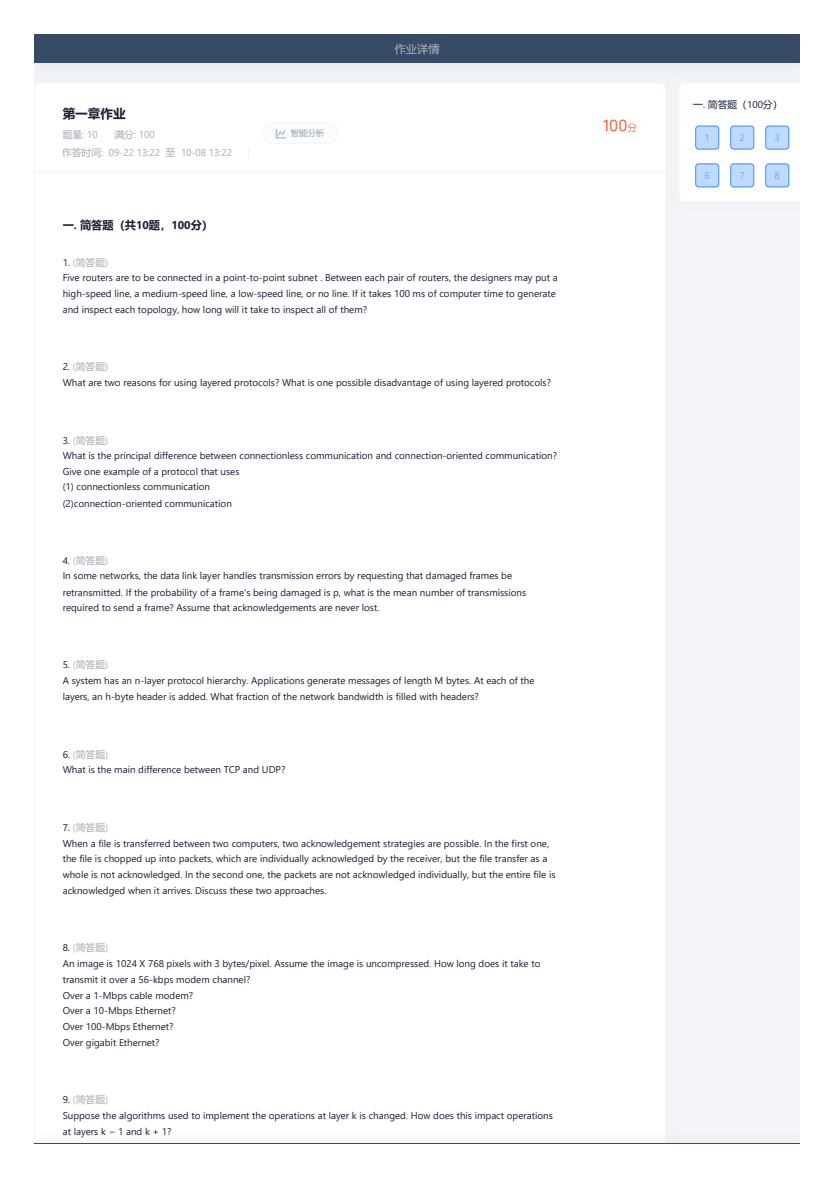 作业详情
第一章作业
题量: 10 满分: 100
作答时间: 09-22 13:22 至 10-08 13:22
智能分析
100分
一. 简答题（100分）
1 2 3
6 7 8
一. 简答题（共10题，100分）
1. (简答题)
Five routers are to be connected in a point-to-point subnet . Between each pair of routers, the designers may put a
high-speed line, a medium-speed line, a low-speed line, or no line. If it takes 100 ms of computer time to generate
and inspect each topology, how long will it take to inspect all of them?
2. (简答题)
What are two reasons for using layered protocols? What is one possible disadvantage of using layered protocols?
3. (简答题)
What is the principal difference between connectionless communication and connection-oriented communication?
Give one example of a protocol that uses
(1) connectionless communication
(2)connection-oriented communication
4. (简答题)
In some networks, the data link layer handles transmission errors by requesting that damaged frames be
retransmitted. If the probability of a frame's being damaged is p, what is the mean number of transmissions
required to send a frame? Assume that acknowledgements are never lost.
5. (简答题)
A system has an n-layer protocol hierarchy. Applications generate messages of length M bytes. At each of the
layers, an h-byte header is added. What fraction of the network bandwidth is filled with headers?
6. (简答题)
What is the main difference between TCP and UDP?
7. (简答题)
When a file is transferred between two computers, two acknowledgement strategies are possible. In the first one,
the file is chopped up into packets, which are individually acknowledged by the receiver, but the file transfer as a
whole is not acknowledged. In the second one, the packets are not acknowledged individually, but the entire file is
acknowledged when it arrives. Discuss these two approaches.
8. (简答题)
An image is 1024 X 768 pixels with 3 bytes/pixel. Assume the image is uncompressed. How long does it take to
transmit it over a 56-kbps modem channel?
Over a 1-Mbps cable modem?
Over a 10-Mbps Ethernet?
Over 100-Mbps Ethernet?
Over gigabit Ethernet?
9. (简答题)
Suppose the algorithms used to implement the operations at layer k is changed. How does this impact operations
at layers k − 1 and k + 1?